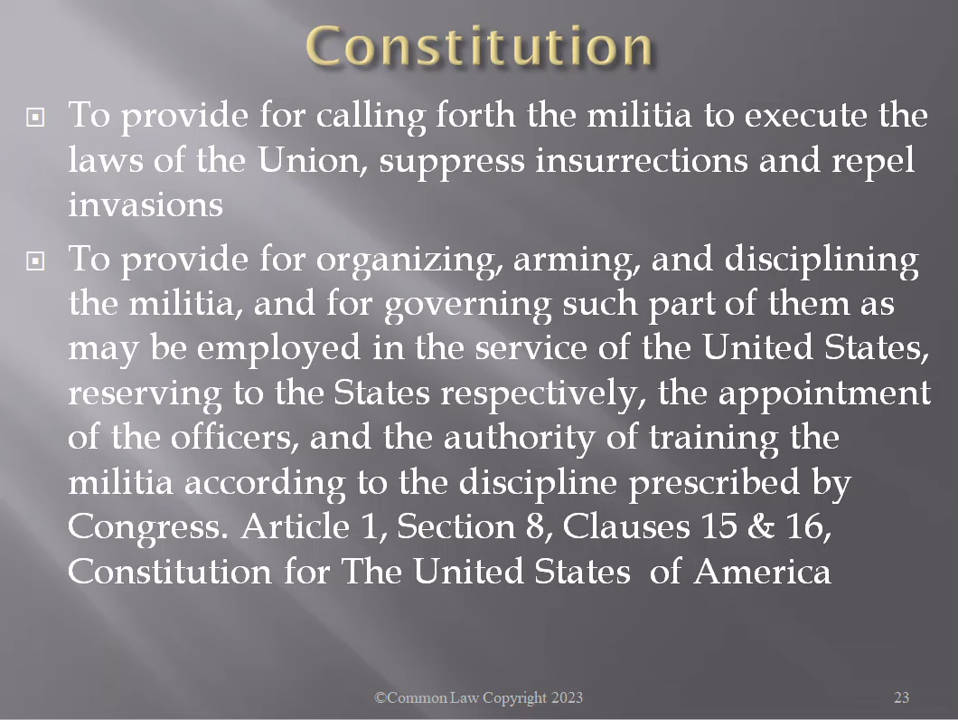 Constitution
To provide for calling forth the militia to execute the
laws of the Union, suppress insurrections and repel
invasions
To provide for organizing, arming, and disciplining
the militia, and for governing such part of them as
may be employed in the service of the United States,
reserving to the States respectively, the appointment
of the officers, and the authority of training the
militia according to the discipline prescribed by
Congress. Article 1, Section 8, Clauses 15 & 16,
Constitution for The United States  of America
©Common Law Copyright 2023
23